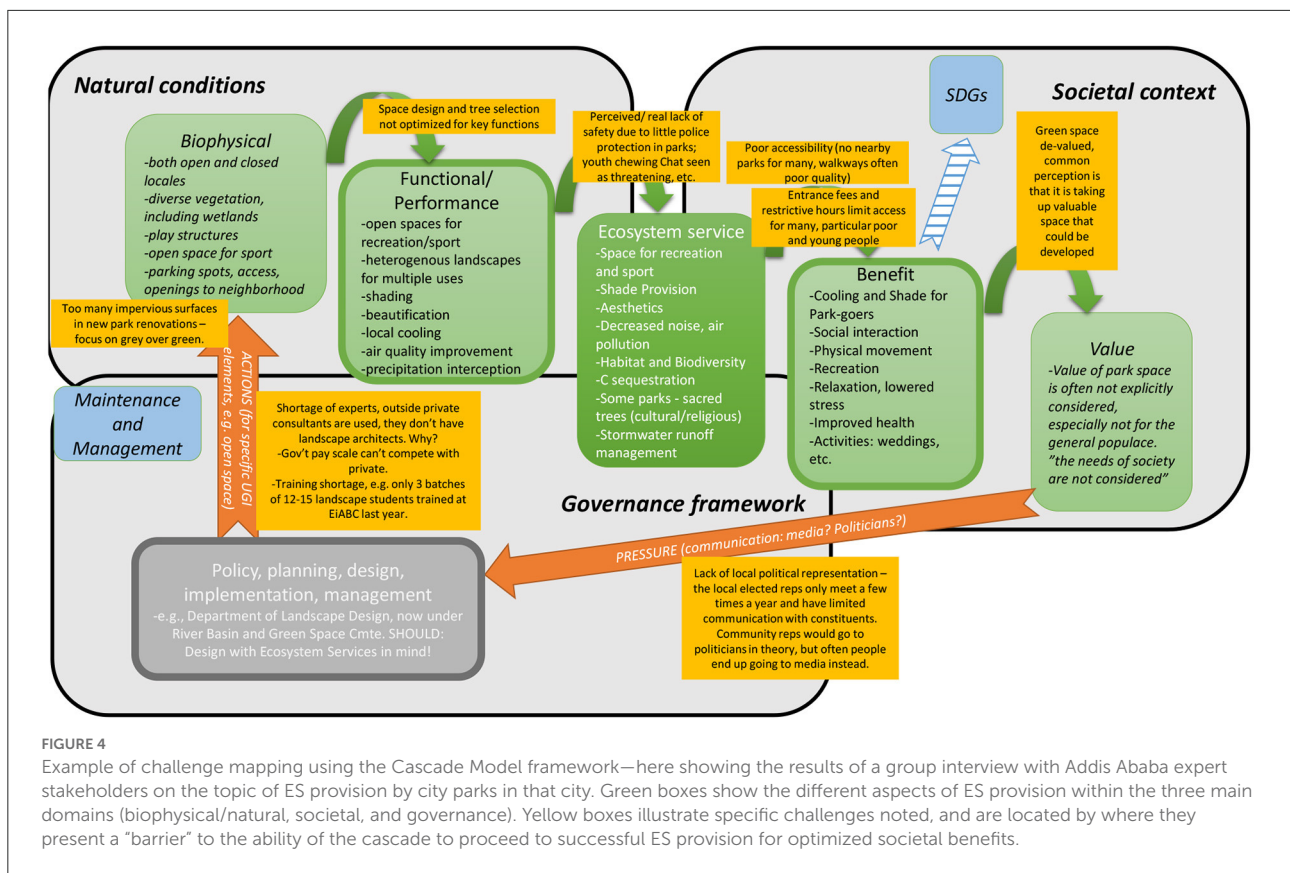 Natural conditions
Societal context
SDGs
Biophysical
-both open and closed
locales
-diverse vegetation,
including wetlands
-play structures
-open space for sport
-parking spots, access,
openings to neighborhood
Space design and tree selection
not optimized for key functions
Functional/
Performance
-open spaces for
recreation/sport
-heterogenous landscapes
for multiple uses
-shading
-beautification
-local cooling
-air quality improvement
-precipitation interception
Perceived/ real lack of
safety due to little police
protection in parks;
youth chewing Chat seen
as threatening, etc.
Ecosystem service
-Space for recreation
and sport
-Shade Provision
-Aesthetics
-Decreased noise, air
pollution
-Habitat and Biodiversity
-C sequestration
-Some parks - sacred
trees (cultural/religious)
-Stormwater runoff
management
Poor accessibility (no nearby
parks for many, walkways often
poor quality)
Entrance fees and
restrictive hours limit access
for many, particular poor
and young people
Benefit
-Cooling and Shade for
Park-goers
-Social interaction
-Physical movement
-Recreation
-Relaxation, lowered
stress
-Improved health
-Activities: weddings,
etc.
Green space
de-valued,
common
perception is
that it is taking
up valuable
space that
could be
developed
Value
-Value of park space
is often not explicitly
considered,
especially not for the
general populace.
"the needs of society
are not considered"
Too many impervious surfaces
in new park renovations –
focus on grey over green.
Maintenance
and
Management
ACTIONS (for specific UGI
elements, e.g. open space)
Shortage of experts, outside private
consultants are used, they don't have
landscape architects. Why?
-Gov't pay scale can't compete with
private.
-Training shortage, e.g. only 3 batches
of 12-15 landscape students trained at
EiABC last year.
Governance framework
PRESSURE (communication: media? Politicians?)
Policy, planning, design,
implementation, management
-e.g., Department of Landscape Design, now under
River Basin and Green Space Cmte. SHOULD:
Design with Ecosystem Services in mind!
Lack of local political representation –
the local elected reps only meet a few
times a year and have limited
communication with constituents.
Community reps would go to
politicians in theory, but often people
end up going to media instead.
FIGURE 4
Example of challenge mapping using the Cascade Model framework—here showing the results of a group interview with Addis Ababa expert
stakeholders on the topic of ES provision by city parks in that city. Green boxes show the different aspects of ES provision within the three main
domains (biophysical/natural, societal, and governance). Yellow boxes illustrate specific challenges noted, and are located by where they
present a "barrier" to the ability of the cascade to proceed to successful ES provision for optimized societal benefits.